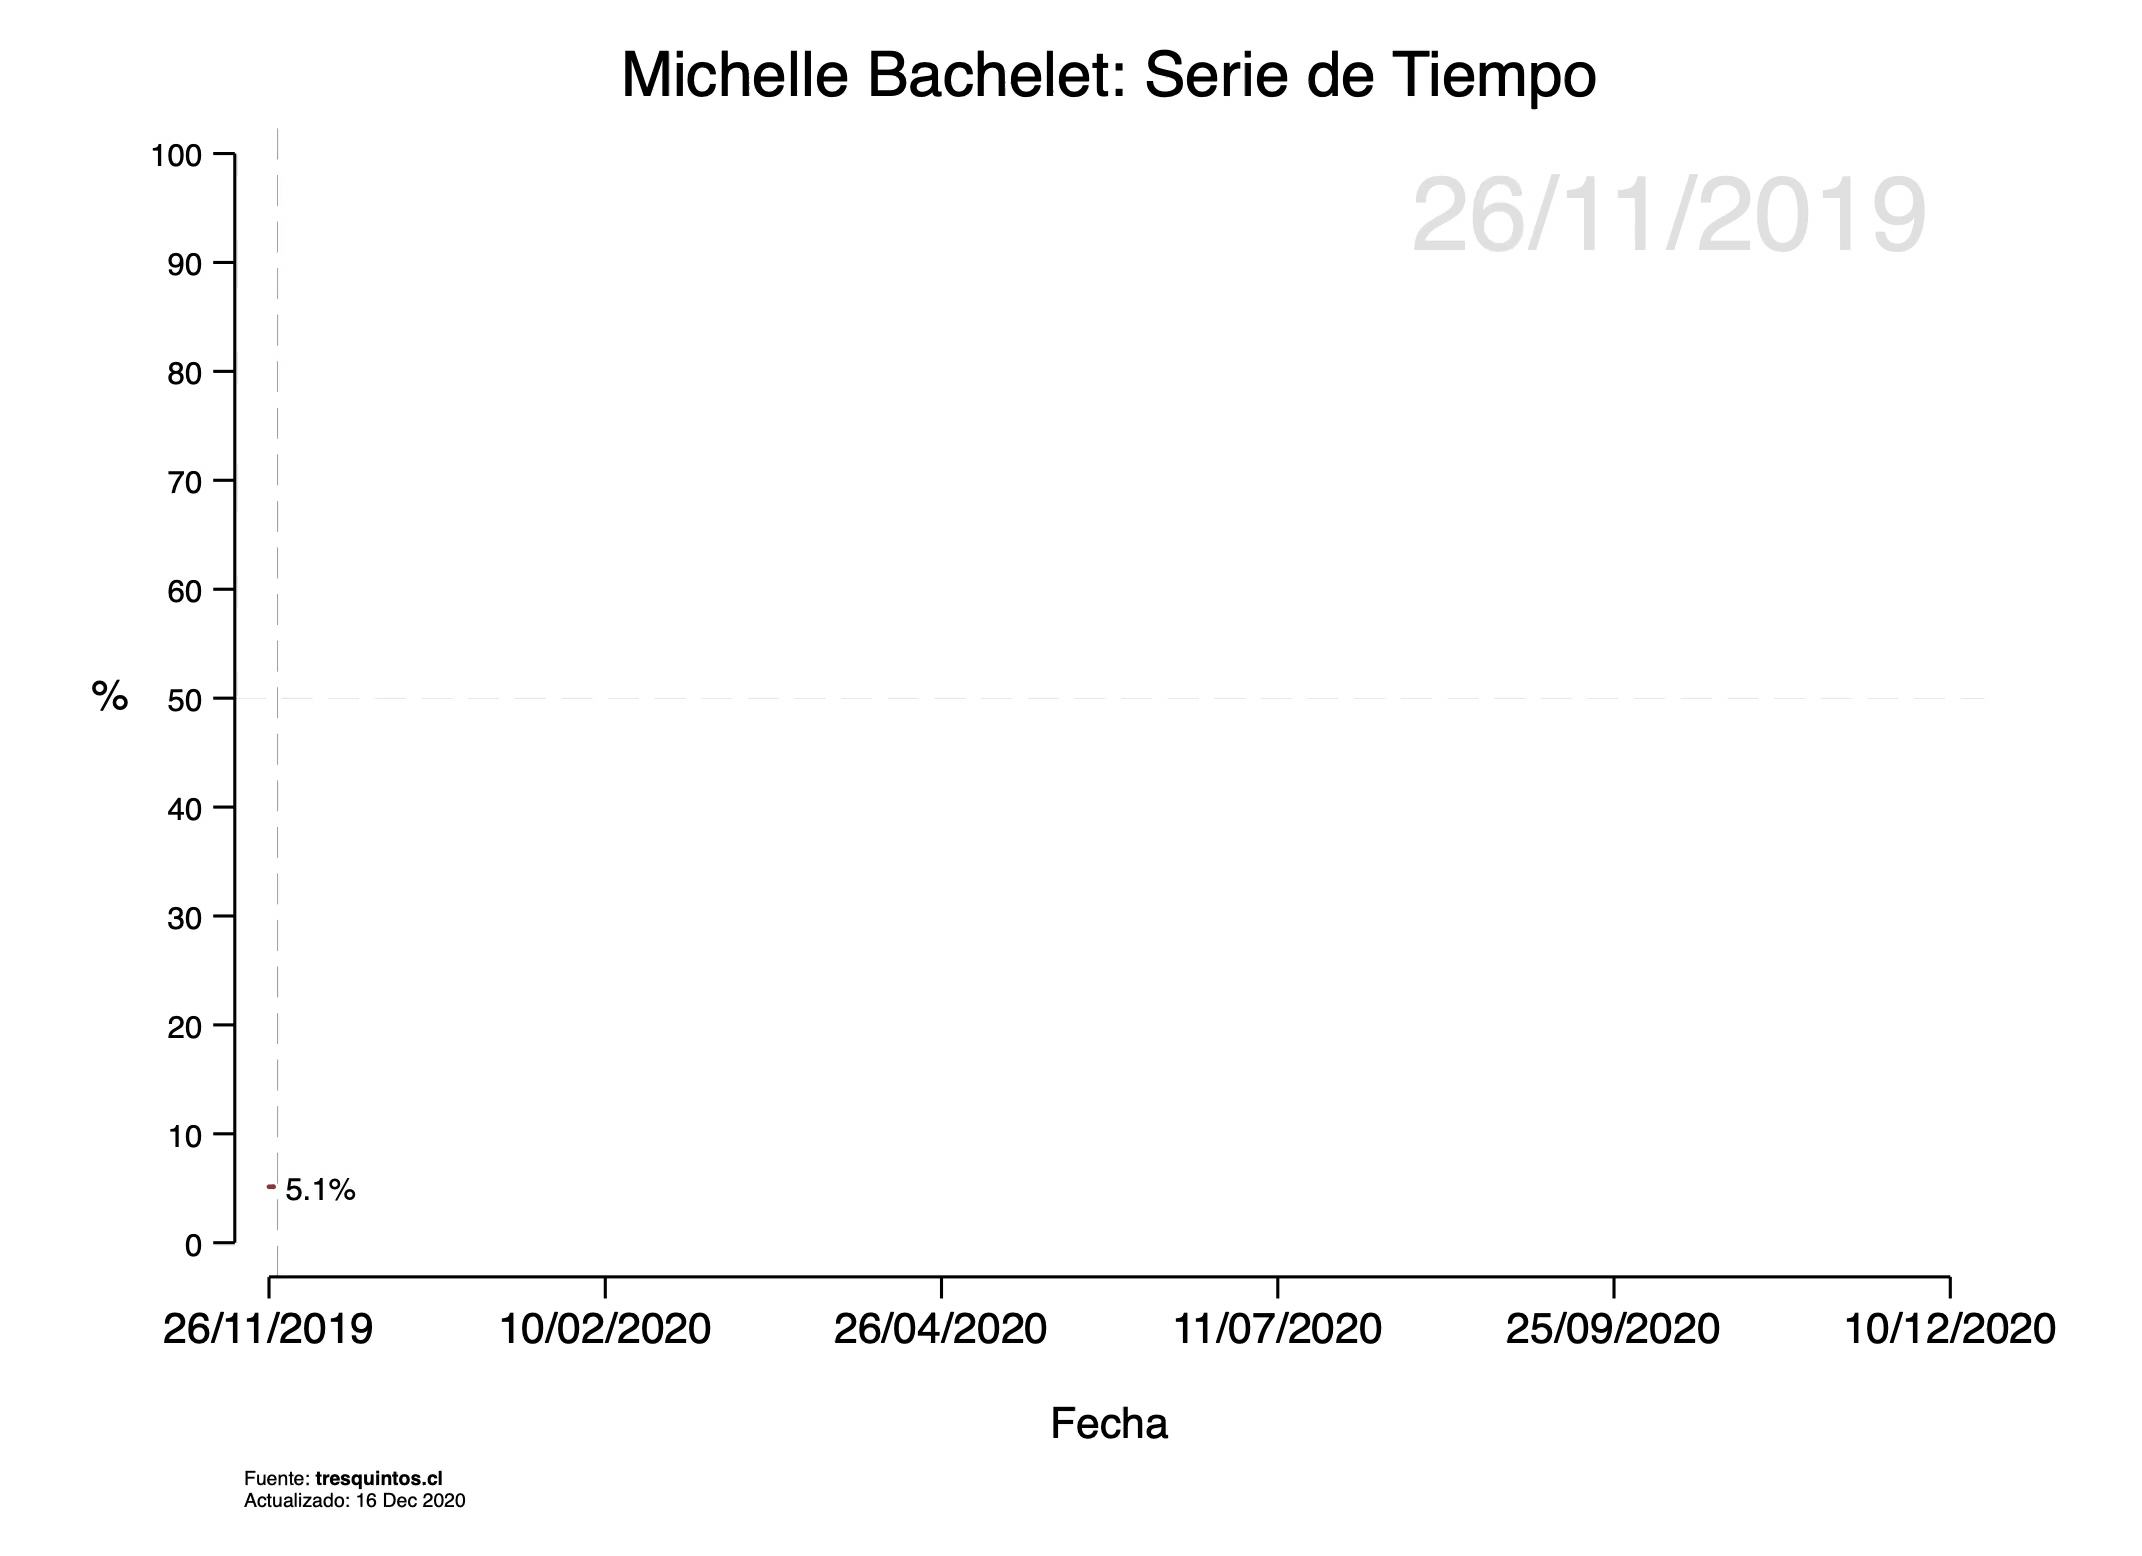 Michelle Bachelet: Serie de Tiempo
26/11/2019
100
90
80
70
60
% 50
40
30
20
10
5.1%
0
26/11/2019 10/02/2020 26/04/2020 11/07/2020 25/09/2020 10/12/2020
Fecha
Fuente: tresquintos.cl
Actualizado: 16 Dec 2020